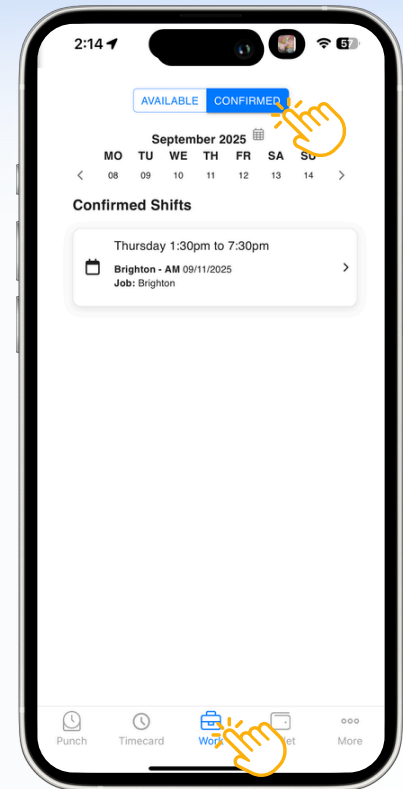 2:14
57
AVAILABLE CONFIRMED
September 2025
MO TU WE TH FR SA SU
08 09 10 11 12 13 14
Confirmed Shifts
Thursday 1:30pm to 7:30pm
Brighton - AM 09/11/2025
Job: Brighton
Punch Timecard Work More